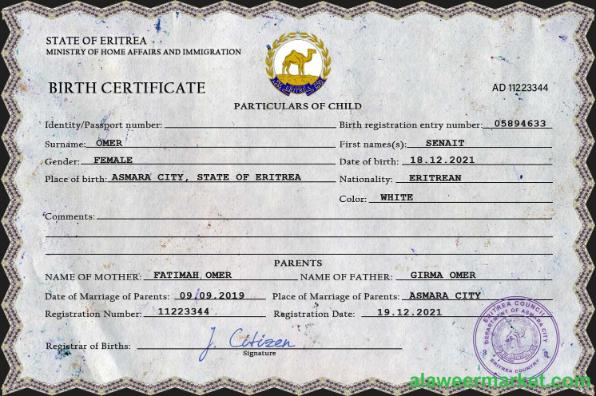 STATE OF ERITREA
MINISTRY OF HOME AFFAIRS AND IMMIGRATION
BIRTH CERTIFICATE
AD 11223344
PARTICULARS OF CHILD
Identity/Passport number:
Birth registration entry number: 05894633
Surname: OMER
First names(s): SENAIT
Gender: FEMALE
Date of birth: 18.12.2021
Place of birth: ASMARA CITY, STATE OF ERITREA
Nationality: ERITREAN
Color: WHITE
Comments:
PARENTS
NAME OF MOTHER: FATIMAH OMER
NAME OF FATHER: GIRMA OMER
Date of Marriage of Parents: 09.09.2019
Place of Marriage of Parents: ASMARA CITY
Registration Number: 11223344
Registration Date: 19.12.2021
Registrar of Births: J. Citizen
Signature
ERITREA COUNCIL
alaweermarket.com